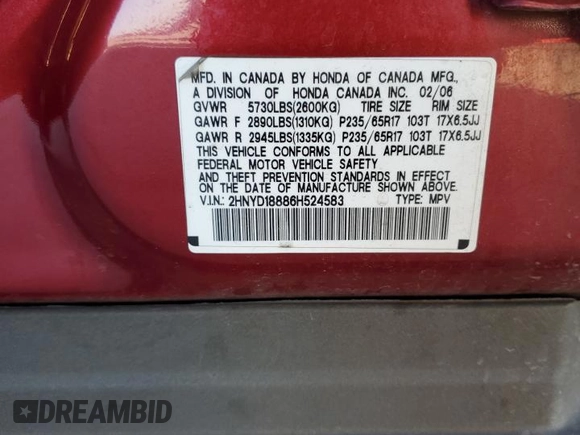 MFD. IN CANADA BY HONDA OF CANADA MFG.,
A DIVISION OF HONDA CANADA INC. 02/06
GVWR 5730LBS(2600KG) TIRE SIZE RIM SIZE
GAWR F 2890LBS(1310KG) P235/65R17 103T 17X6.5JJ
GAWR R 2945LBS(1335KG) P235/65R17 103T 17X6.5JJ
THIS VEHICLE CONFORMS TO ALL APPLICABLE
FEDERAL MOTOR VEHICLE SAFETY
AND THEFT PREVENTION STANDARDS IN EFFECT
ON THE DATE OF MANUFACTURE SHOWN ABOVE.
V.I.N.: 2HNYD18886H524583 TYPE: MPV
DREAMBID